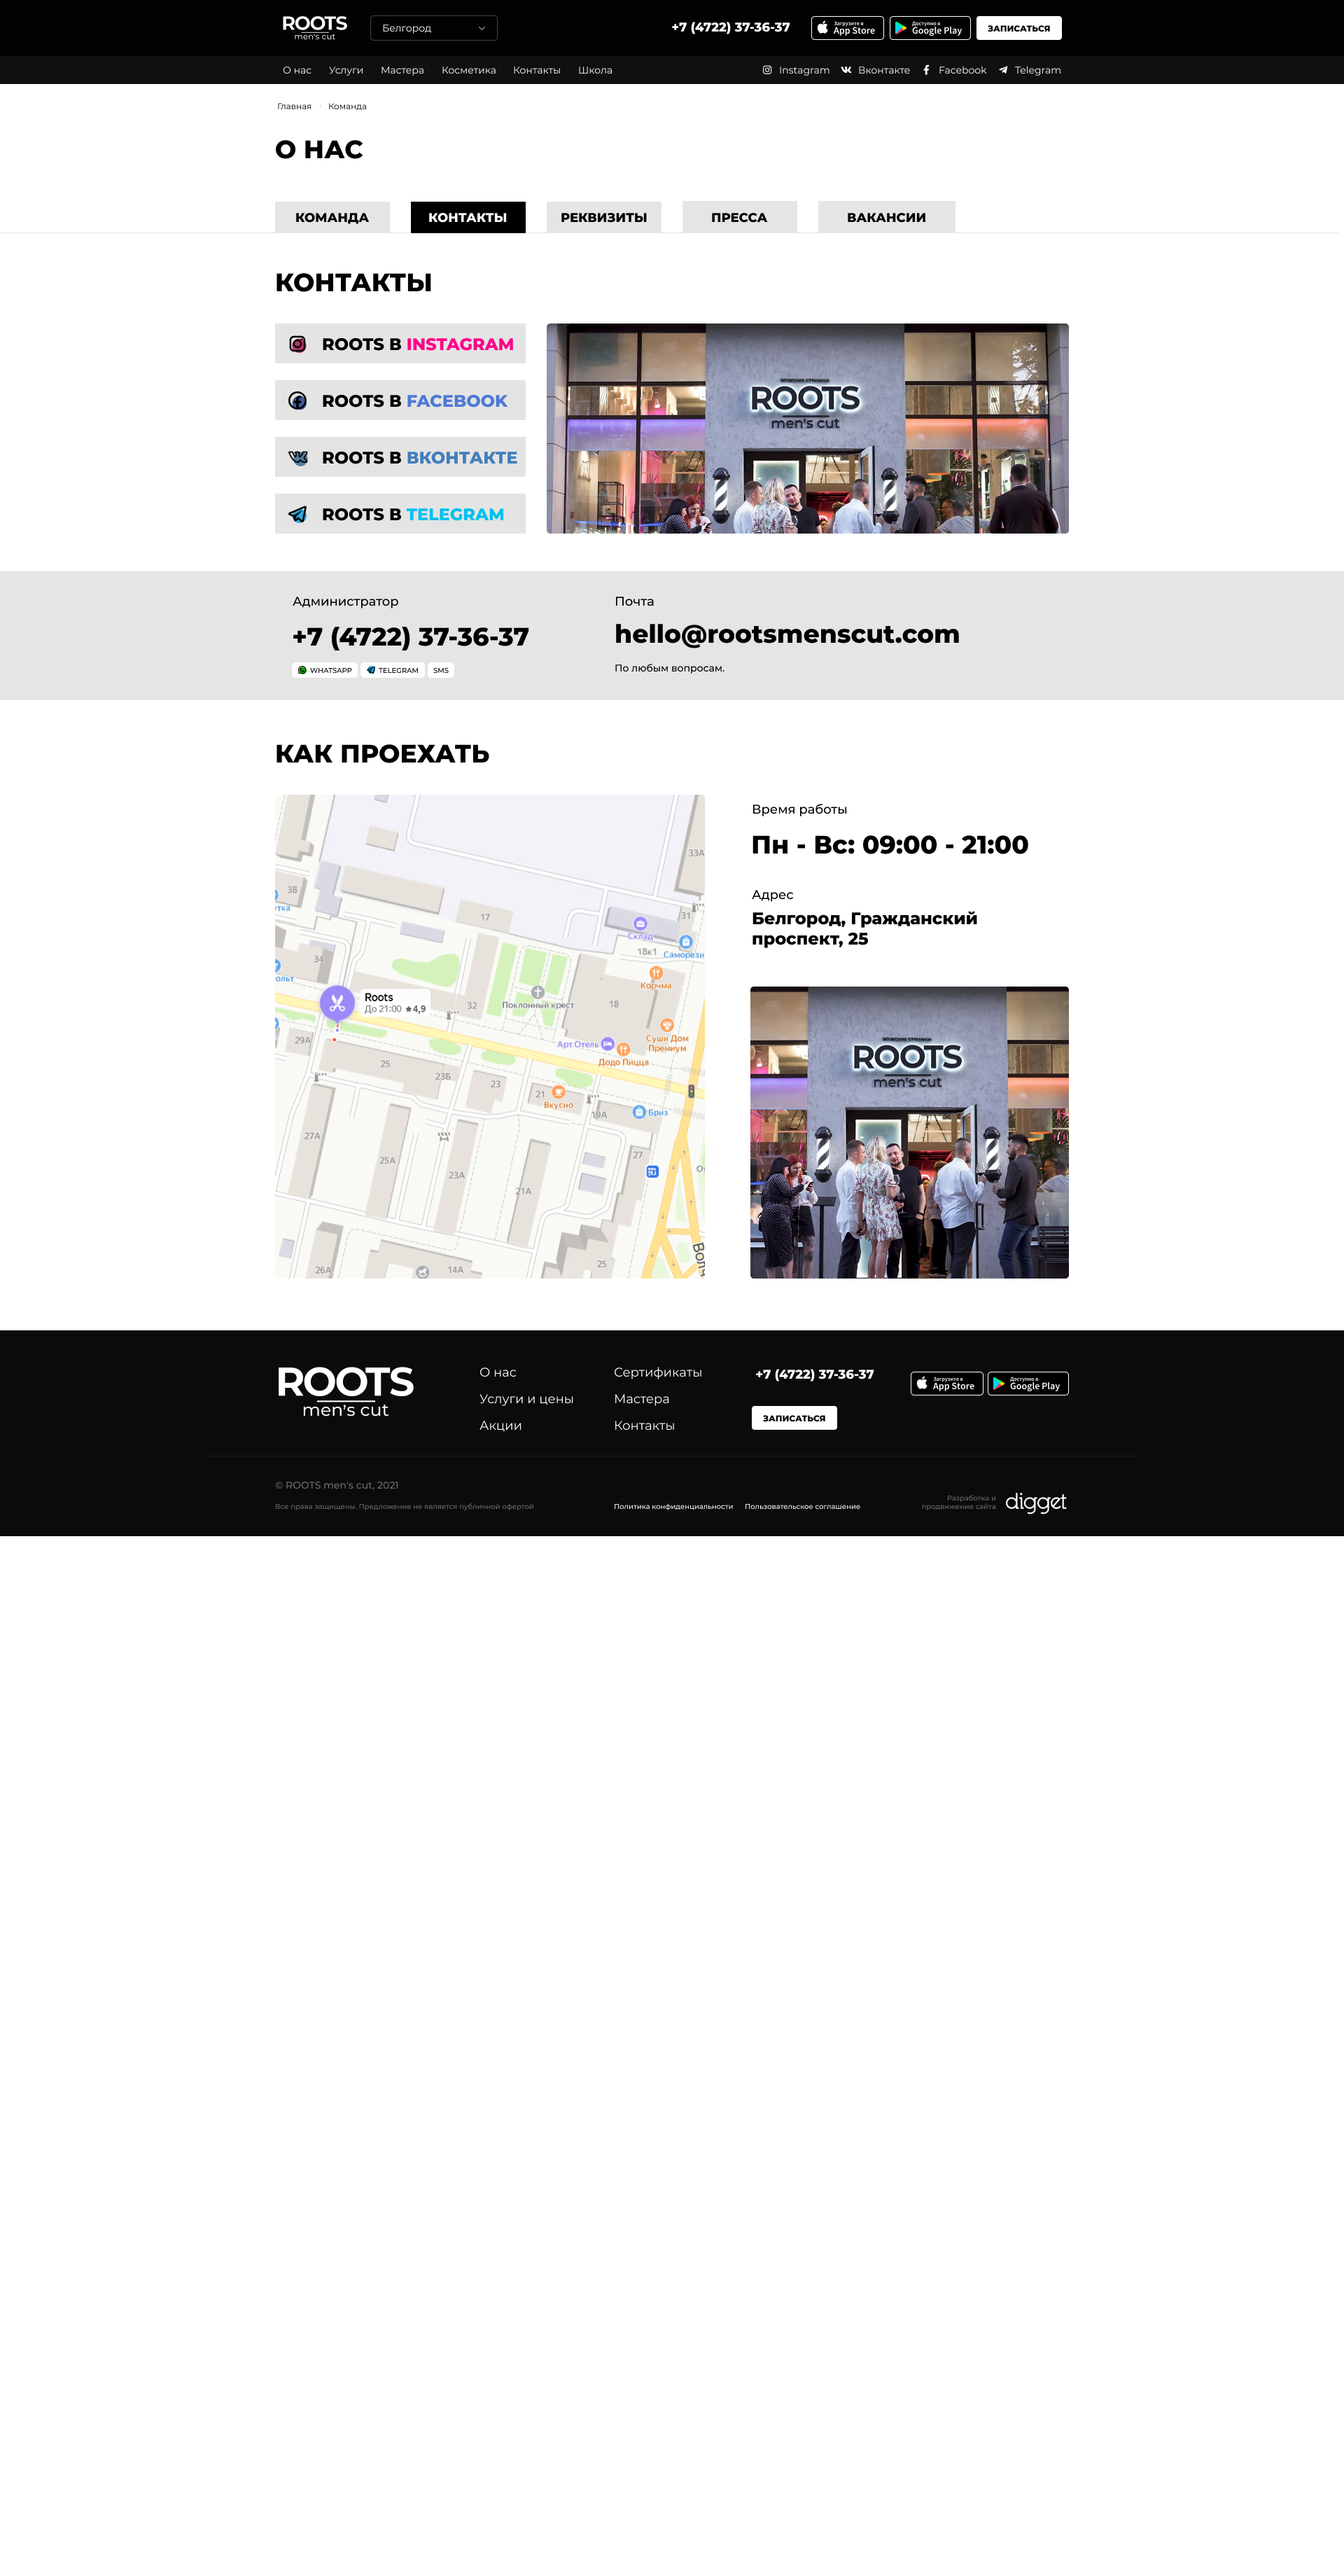 ROOTS
men's cut
Белгород
+7 (4722) 37-36-37
Загрузите в
App Store
Доступно в
Google Play
ЗАПИСАТЬСЯ
О нас
Услуги
Мастера
Косметика
Контакты
Школа
Instagram
Вконтакте
Facebook
Telegram
Главная
Команда
О НАС
КОМАНДА
КОНТАКТЫ
РЕКВИЗИТЫ
ПРЕССА
ВАКАНСИИ
КОНТАКТЫ
ROOTS В INSTAGRAM
ROOTS В FACEBOOK
ROOTS В ВКОНТАКТЕ
ROOTS В TELEGRAM
МУЖСКИЕ СТРИЖКИ
ROOTS
men's cut
Администратор
+7 (4722) 37-36-37
WHATSAPP
TELEGRAM
SMS
Почта
hello@rootsmenscut.com
По любым вопросам.
КАК ПРОЕХАТЬ
33А
38
утка
17
31
Склад
18к1
Саморези
34
ольт
Корчма
Roots
До 21:00 ★4,9
32
Поклонный крест
18
29А
Суши Дом
Премиум
Арт Отель
Додо Пицца
25
23Б
23
21
Вкусно
19А
Бриз
27А
27
25А
23А
21А
26А
14А
25
Время работы
Пн - Вс: 09:00 - 21:00
Адрес
Белгород, Гражданский
проспект, 25
МУЖСКИЕ СТРИЖКИ
ROOTS
men's cut
ROOTS
men's cut
О нас
Услуги и цены
Акции
Сертификаты
Мастера
Контакты
+7 (4722) 37-36-37
ЗАПИСАТЬСЯ
Загрузите в
App Store
Доступно в
Google Play
© ROOTS men's cut, 2021
Все права защищены. Предложение не является публичной офертой
Политика конфиденциальности
Пользовательское соглашение
Разработка и
продвижение сайта
digget